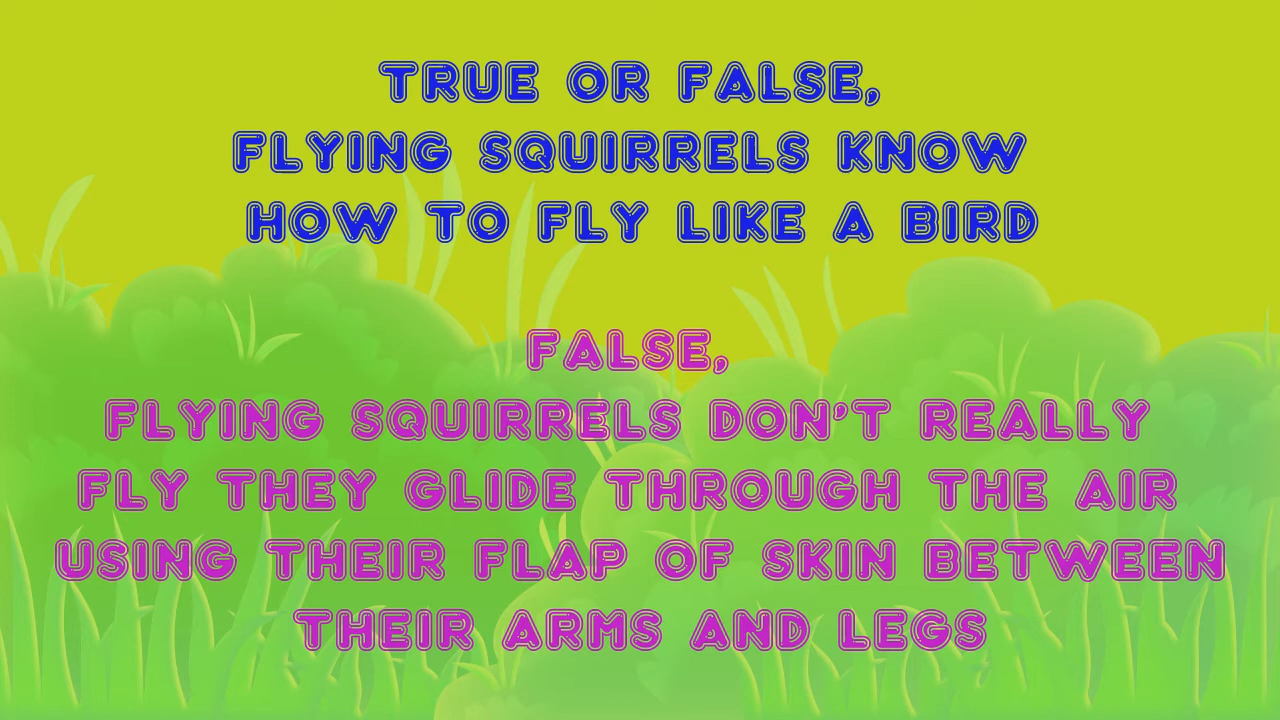 TRUE OR FALSE,
FLYING SQUIRRELS KNOW
HOW TO FLY LIKE A BIRD
FALSE,
FLYING SQUIRRELS DON'T REALLY
FLY THEY GLIDE THROUGH THE AIR
USING THEIR FLAP OF SKIN BETWEEN
THEIR ARMS AND LEGS